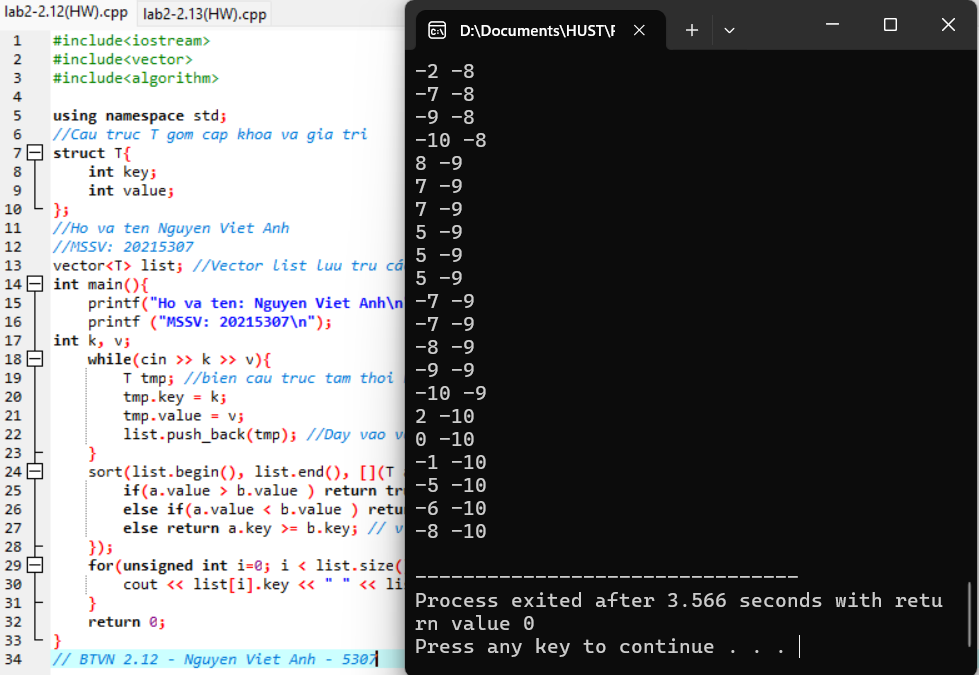 lab2-2.12(HW).cpp
lab2-2.13(HW).cpp
1 #include<iostream>
2 #include<vector>
3 #include<algorithm>
4
5 using namespace std;
6 //Cau truc T gom cap khoa va gia tri
7 struct T{
8 int key;
9 int value;
10 };
11 //Ho va ten Nguyen Viet Anh
12 //MSSV: 20215307
13 vector<T> list; //Vector list luu tru cá
14 int main(){
15 printf("Ho va ten: Nguyen Viet Anh\n
16 printf ("MSSV: 20215307\n");
17 int k, v;
18 while(cin >> k >> v){
19 T tmp; //bien cau truc tam thoi
20 tmp.key = k;
21 tmp.value = v;
22 list.push_back(tmp); //Day vao v
23 }
24 sort(list.begin(), list.end(), [](T
25 if(a.value > b.value ) return tr
26 else if(a.value < b.value ) retu
27 else return a.key >= b.key; // v
28 });
29 for(unsigned int i=0; i < list.size(
30 cout << list[i].key << " " << li
31 }
32 return 0;
33 }
34 // BTVN 2.12 - Nguyen Viet Anh - 5307
D:\Documents\HUST\F
-2 -8
-7 -8
-9 -8
-10 -8
8 -9
7 -9
7 -9
5 -9
5 -9
5 -9
-7 -9
-7 -9
-8 -9
-9 -9
-10 -9
2 -10
0 -10
-1 -10
-5 -10
-6 -10
-8 -10
--------------------------------
Process exited after 3.566 seconds with retu
rn value 0
Press any key to continue . . .